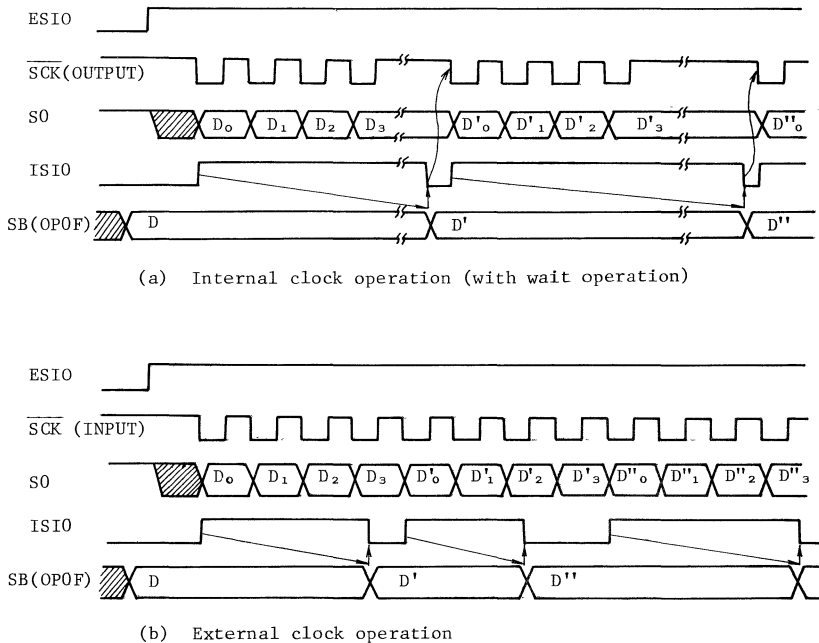 ESIO
SCK(OUTPUT)
SO D₀ D₁ D₂ D₃ D'₀ D'₁ D'₂ D'₃ D"₀
ISIO
SB(OPOF) D D' D"
(a) Internal clock operation (with wait operation)
ESIO
SCK (INPUT)
SO D₀ D₁ D₂ D₃ D'₀ D'₁ D'₂ D'₃ D"₀ D"₁ D"₂ D"₃
ISIO
SB(OPOF) D D' D"
(b) External clock operation